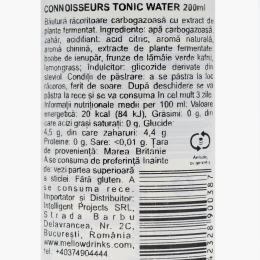 CONNOISSEURS TONIC WATER 200ml
Băutură răcoritoare carbogazoasă cu extract de
plante fermentat. Ingrediente: apă carbogazoasă,
zahăr, acidifiant: acid citric, aromă naturală,
aromă chinină, extracte de plante fermentate
(boabe de ienupăr, frunze de lămâie verde kafir,
lemongrass; îndulcitor: glicozide derivate din
steviol Condiții de păstrare: a se păstra la loc
răcoros, ferit de soare. După deschidere se va
păstra la rece și se va consuma în cel mult 3 zile.
Informații nutriționale medii per 100 ml: Valoare
energetică: 20 kcal (84 kJ), Grăsimi: 0 g, din
care acizi grași saturați: 0 g, Glucide:
4,5 g, din care zaharuri: 4,4 g
Proteine: 0 g, Sare: <0,01 g Țara
de proveniență: Marea Britanie
A se consuma de preferință înainte
de: vezi partea superioară
a sticlei Fără gluten. A se
consuma rece.
Importator și Distribuitor:
Intelligent Projects SRL,
Strada Barbu
Delavrancea, Nr. 2C,
București, România.
www.mellowdrinks.com,
tel: +40374904444